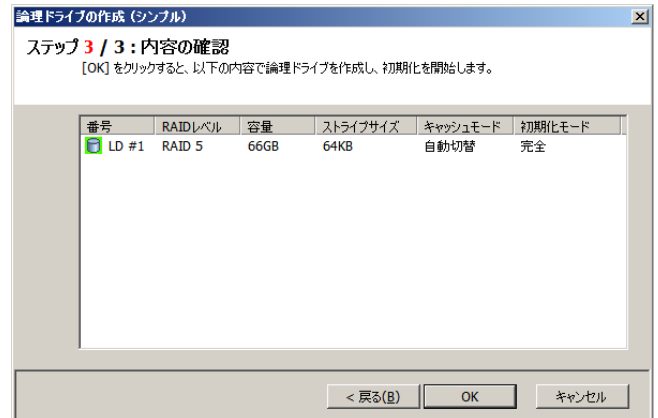 論理ドライブの作成 (シンプル)
ステップ 3 / 3 : 内容の確認
[OK] をクリックすると、以下の内容で論理ドライブを作成し、初期化を開始します。
番号 RAIDレベル 容量 ストライプサイズ キャッシュモード 初期化モード
LD #1 RAID 5 66GB 64KB 自動切替 完全
< 戻る(B) OK キャンセル